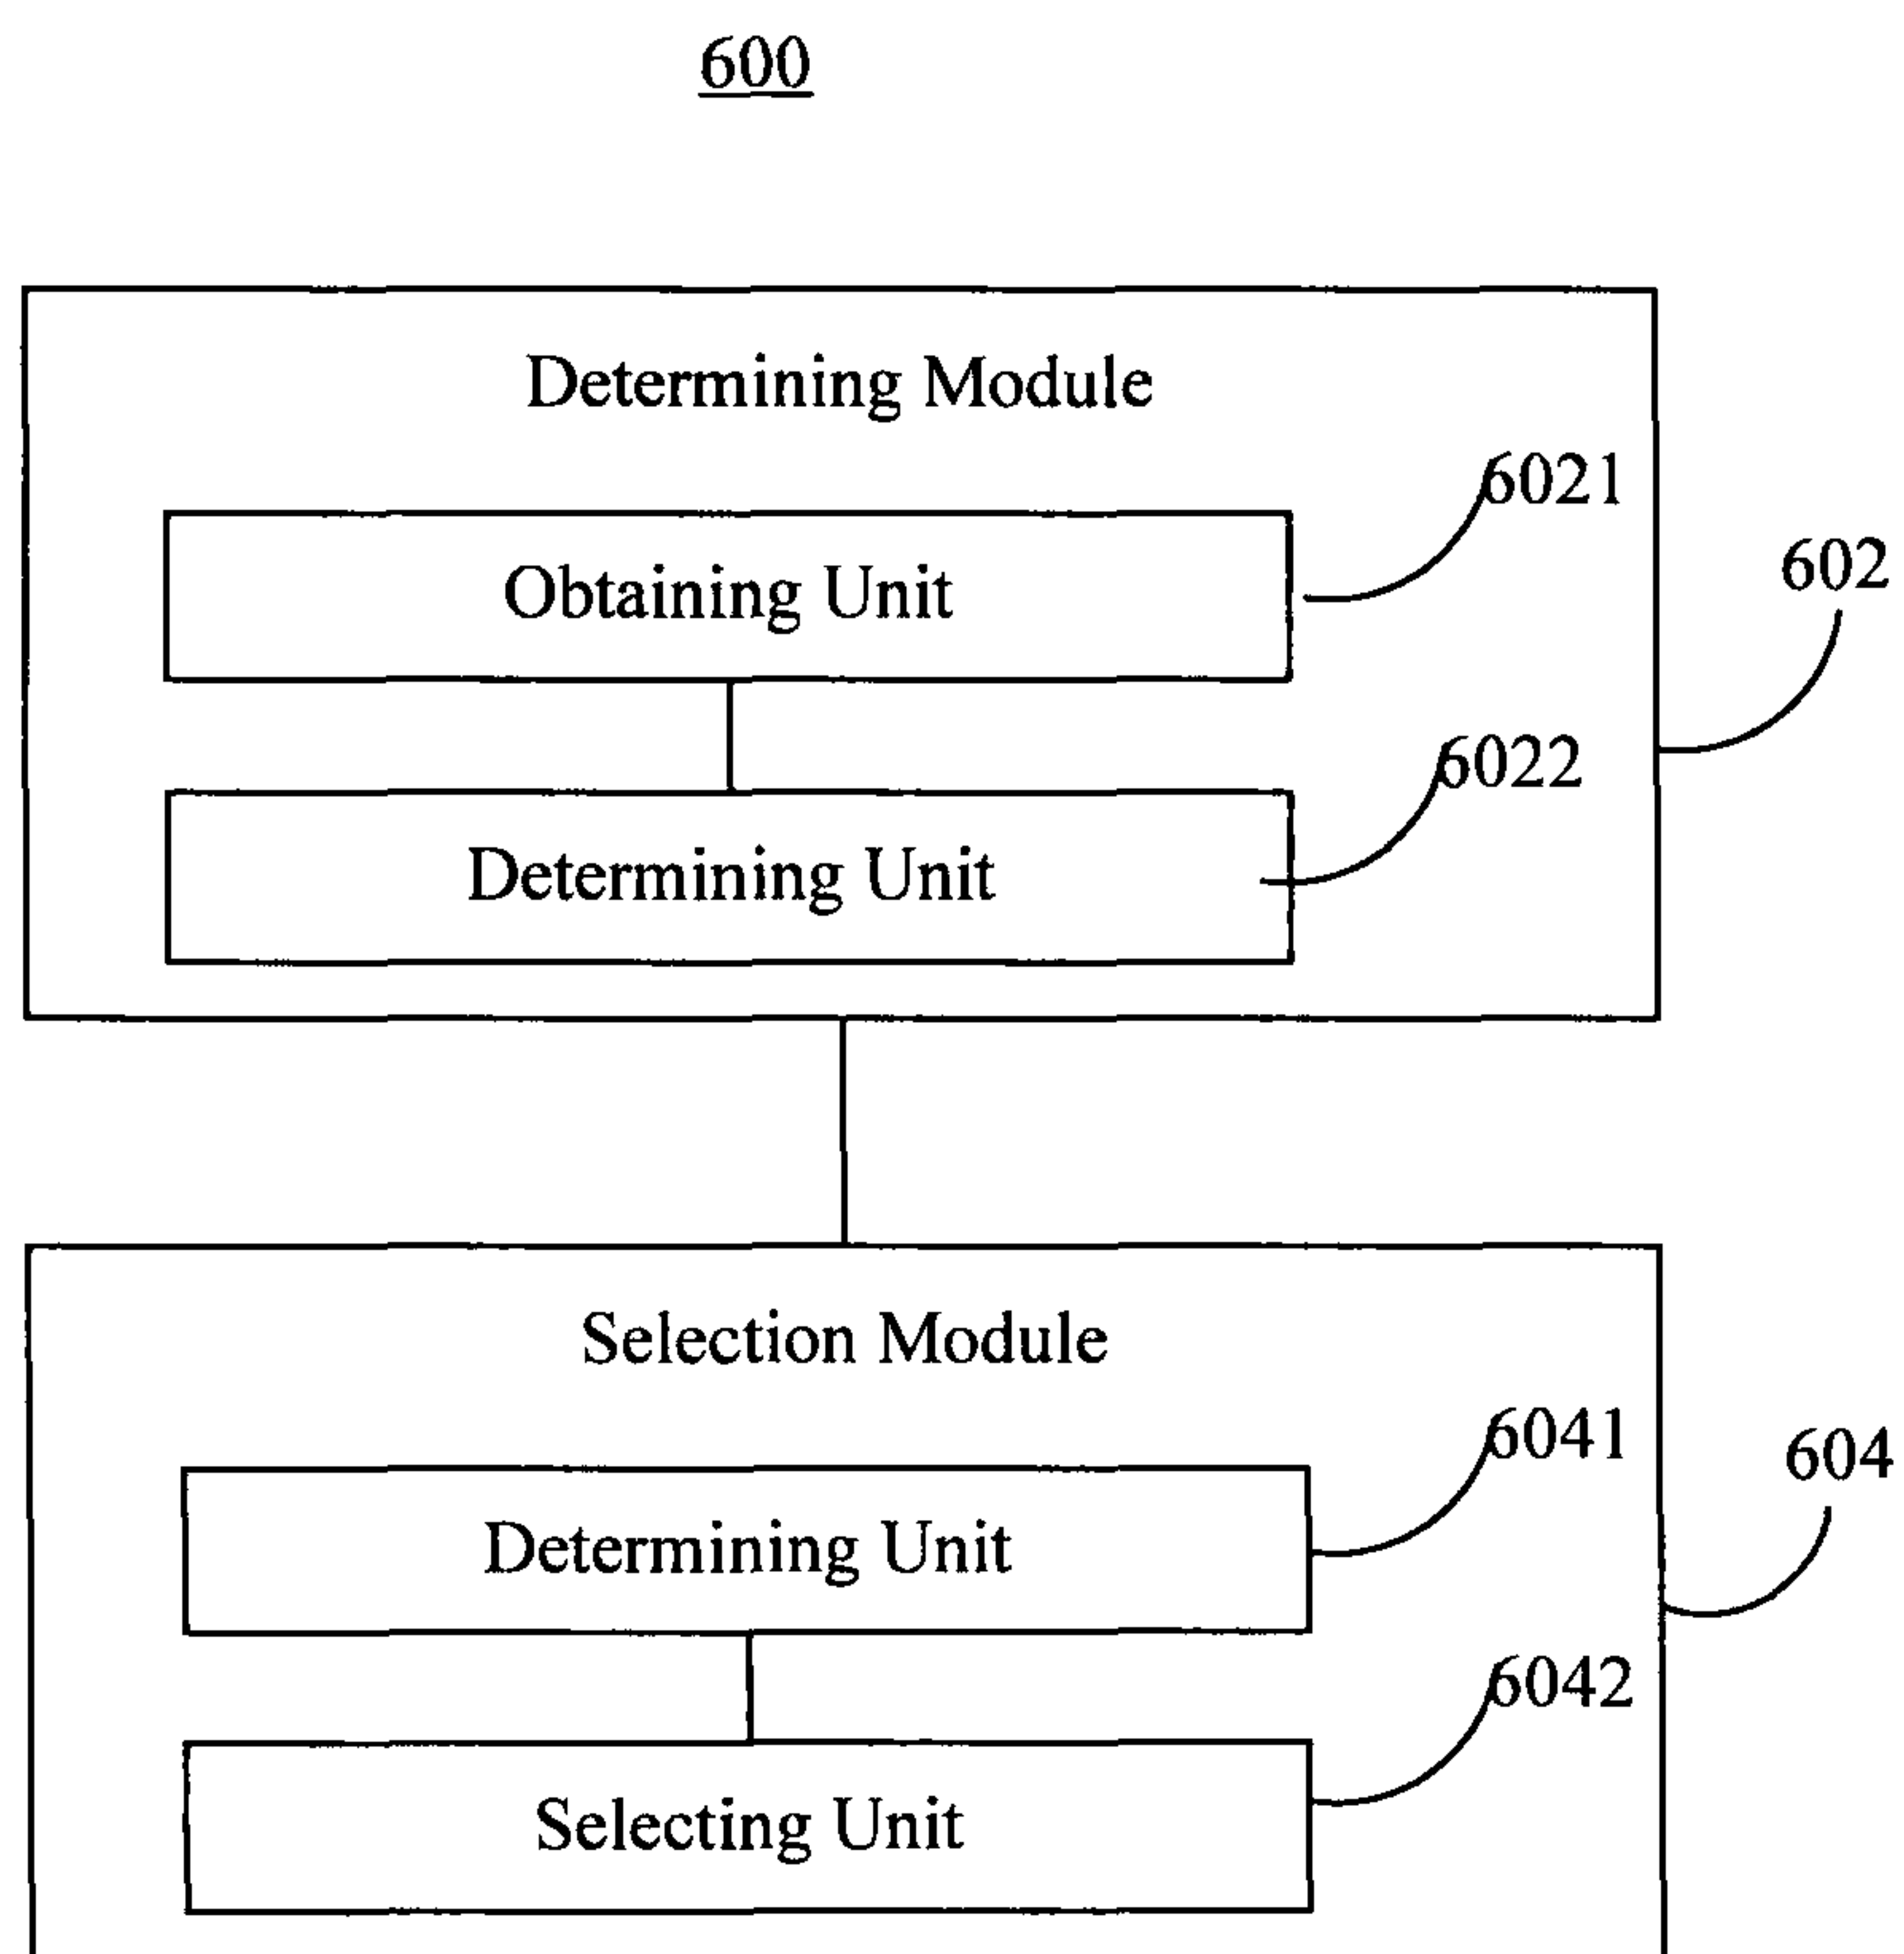 600
Determining Module
6021
Obtaining Unit
602
6022
Determining Unit
Selection Module
6041
604
Determining Unit
6042
Selecting Unit